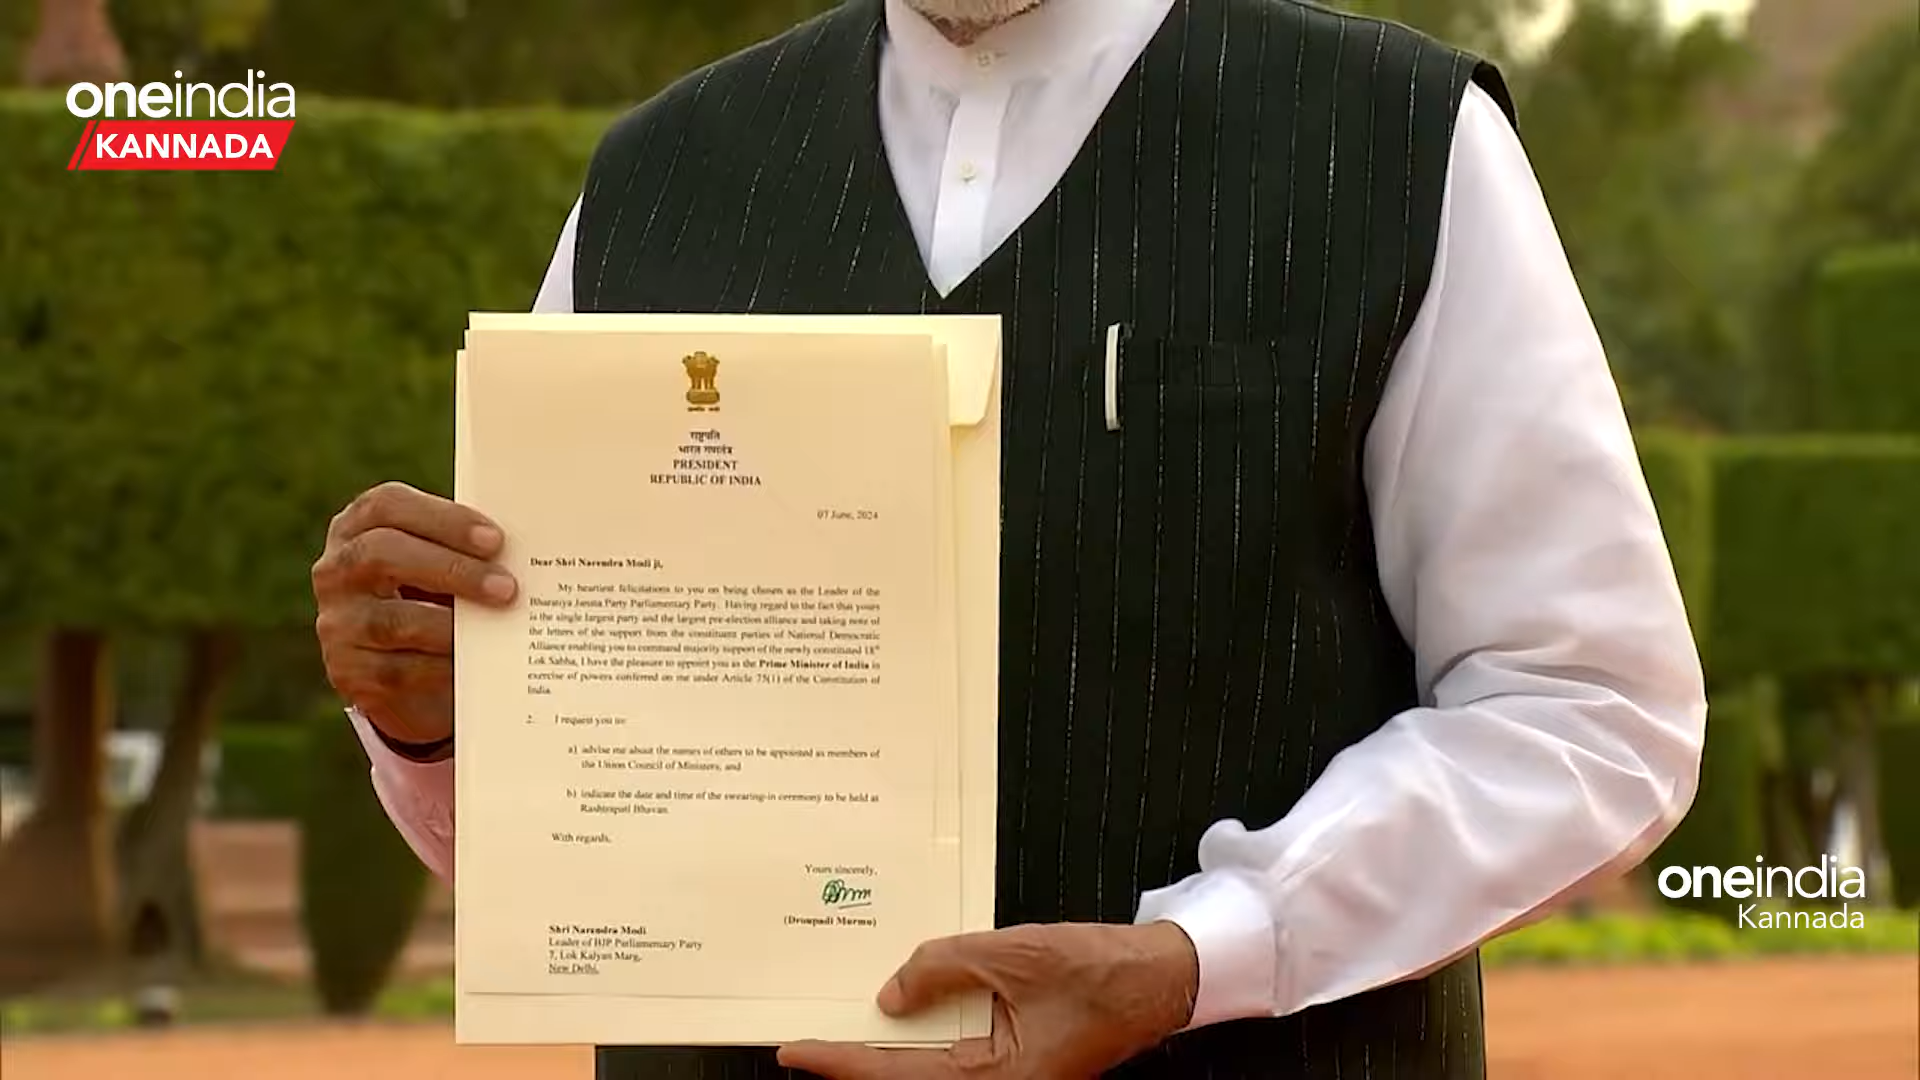 oneindia
KANNADA
राष्ट्रपति
भारत गणतंत्र
PRESIDENT
REPUBLIC OF INDIA
07 June, 2024
Dear Shri Narendra Modi ji,
My heartiest felicitations to you on being chosen as the Leader of the
Bharatiya Janata Party Parliamentary Party. Having regard to the fact that yours
is the single largest party and the largest pre-election alliance and taking note of
the letters of the support from the constituent parties of National Democratic
Alliance enabling you to command majority support of the newly constituted 18th
Lok Sabha, I have the pleasure to appoint you as the Prime Minister of India in
exercise of powers conferred on me under Article 75(1) of the Constitution of
India.
2. I request you to:
a) advise me about the names of others to be appointed as members of
the Union Council of Ministers; and
b) indicate the date and time of the swearing-in ceremony to be held at
Rashtrapati Bhavan.
With regards,
Yours sincerely,
(Droupadi Murmu)
Shri Narendra Modi
Leader of BJP Parliamentary Party
7, Lok Kalyan Marg,
New Delhi.
oneindia
Kannada